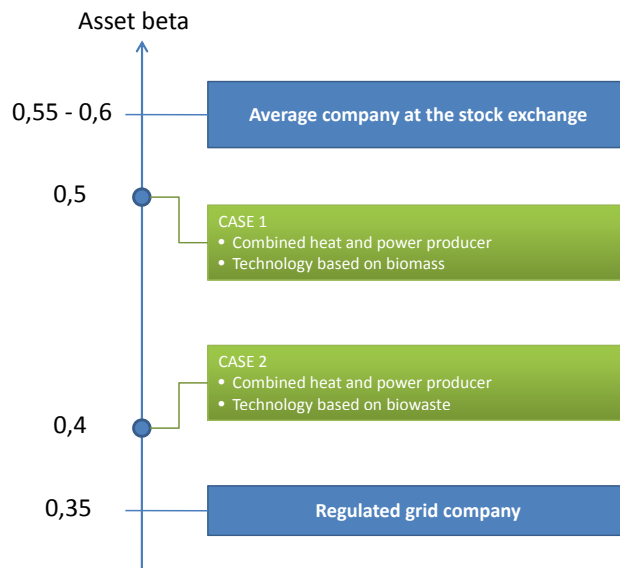 Asset beta
0,55 - 0,6
Average company at the stock exchange
0,5
CASE 1
• Combined heat and power producer
• Technology based on biomass
CASE 2
• Combined heat and power producer
• Technology based on biowaste
0,4
0,35
Regulated grid company